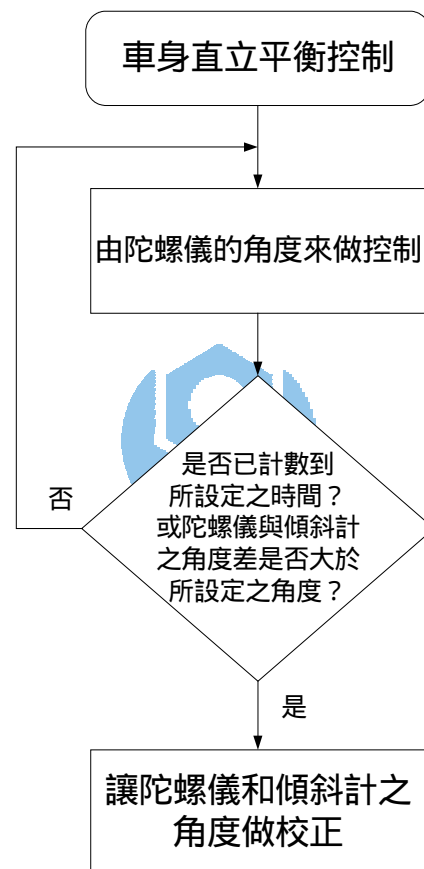 車身直立平衡控制
由陀螺儀的角度來做控制
是否已計數到
所設定之時間？
或陀螺儀與傾斜計
之角度差是否大於
所設定之角度？
否
是
讓陀螺儀和傾斜計之
角度做校正